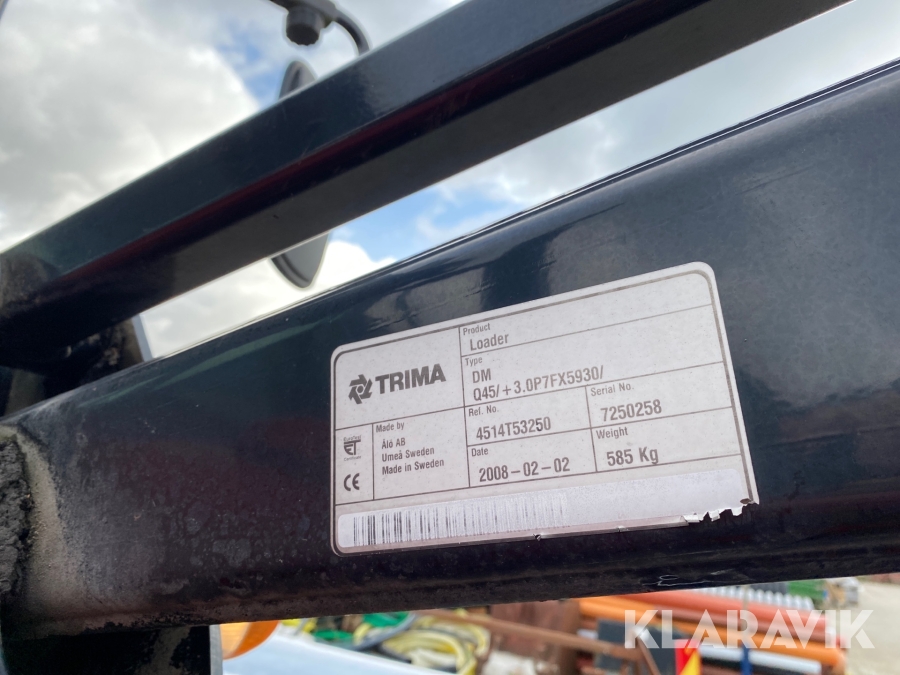 TRIMA
Product
Loader
Type
DM
Q45/+3.0P7FX5930/
Made by
Ålö AB
Umeå Sweden
Made in Sweden
Ref. No.
4514T53250
Serial No.
7250258
Date
2008-02-02
Weight
585 Kg
CE
KLARAVIK